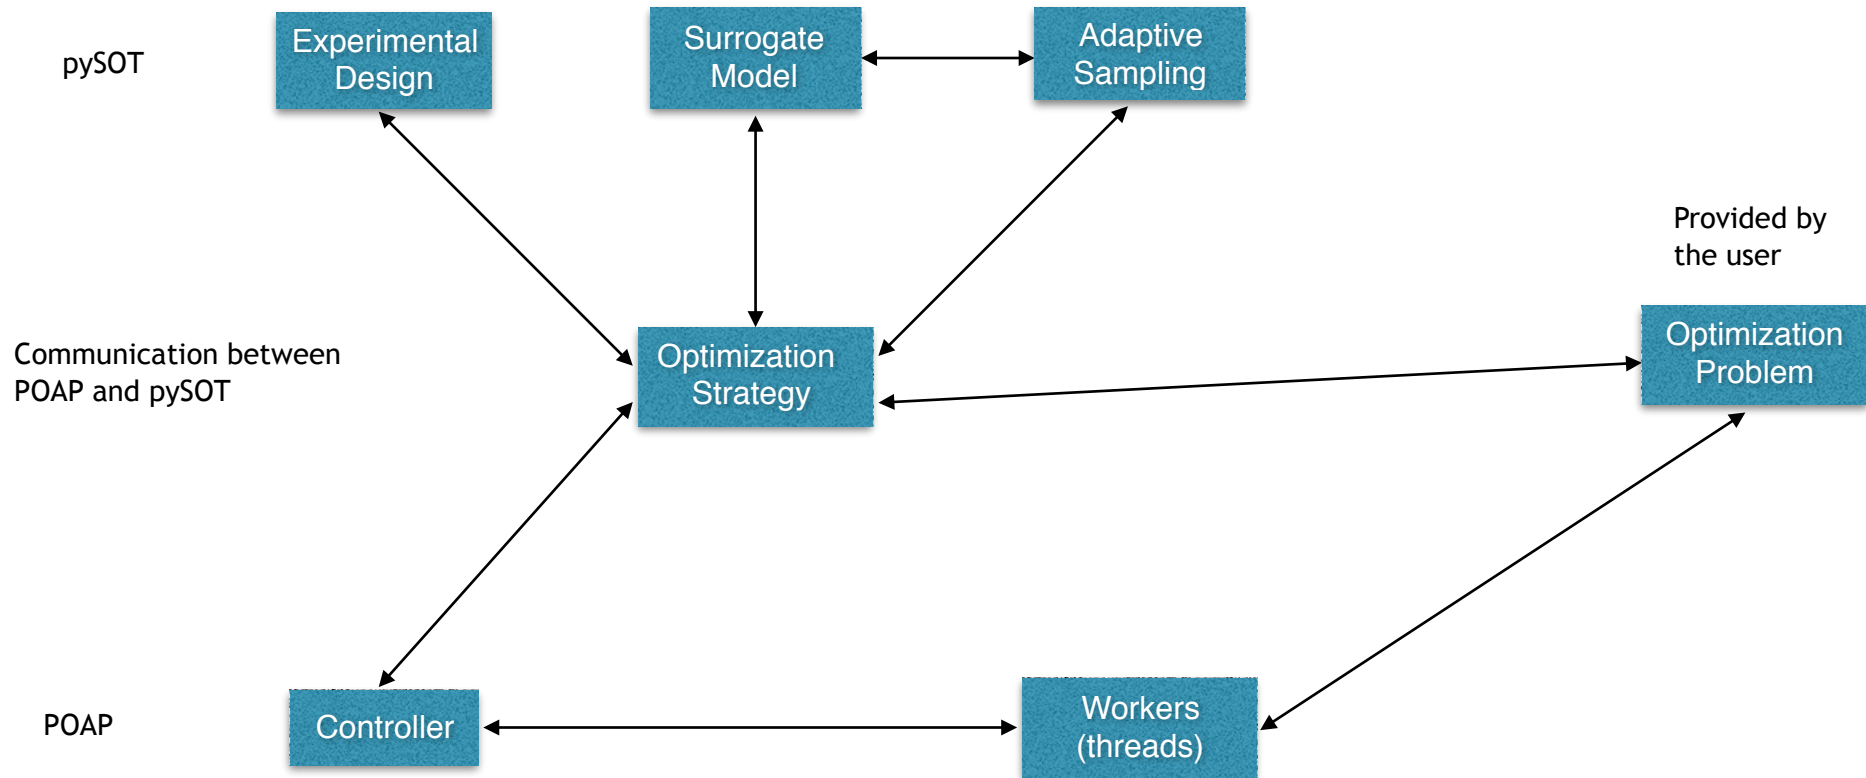 pySOT
Experimental
Design
Surrogate
Model
Adaptive
Sampling
Provided by
the user
Communication between
POAP and pySOT
Optimization
Strategy
Optimization
Problem
POAP
Controller
Workers
(threads)